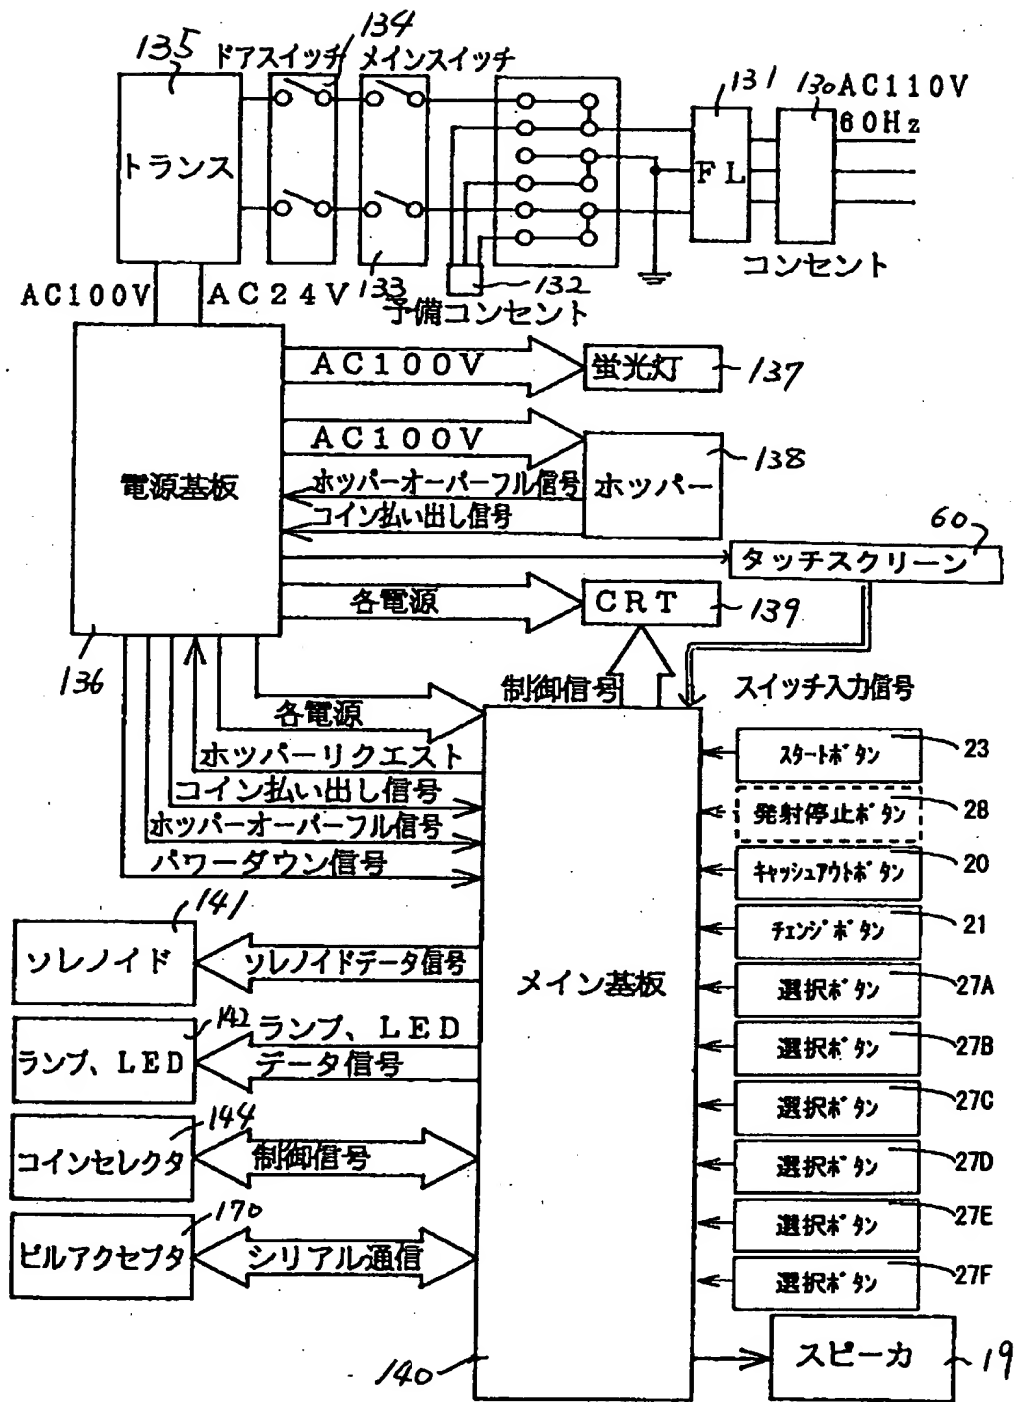 135
ドアスイッチ
134
メインスイッチ
131
130
AC110V
60Hz
トランス
FL
コンセント
133
132
予備コンセント
AC100V
AC24V
AC100V
蛍光灯
137
AC100V
138
電源基板
ホッパーオーバーフル信号
ホッパー
コイン払い出し信号
60
タッチスクリーン
各電源
CRT
139
136
制御信号
スイッチ入力信号
各電源
ホッパーリクエスト
コイン払い出し信号
ホッパーオーバーフル信号
パワーダウン信号
スタートボタン
23
発射停止ボタン
28
キャッシュアウトボタン
20
チェンジボタン
21
141
ソレノイド
ソレノイドデータ信号
メイン基板
選択ボタン
27A
142
ランプ、LED
ランプ、LED
データ信号
選択ボタン
27B
144
コインセレクタ
制御信号
選択ボタン
27C
選択ボタン
27D
170
ビルアクセプタ
シリアル通信
選択ボタン
27E
選択ボタン
27F
140
スピーカ
19